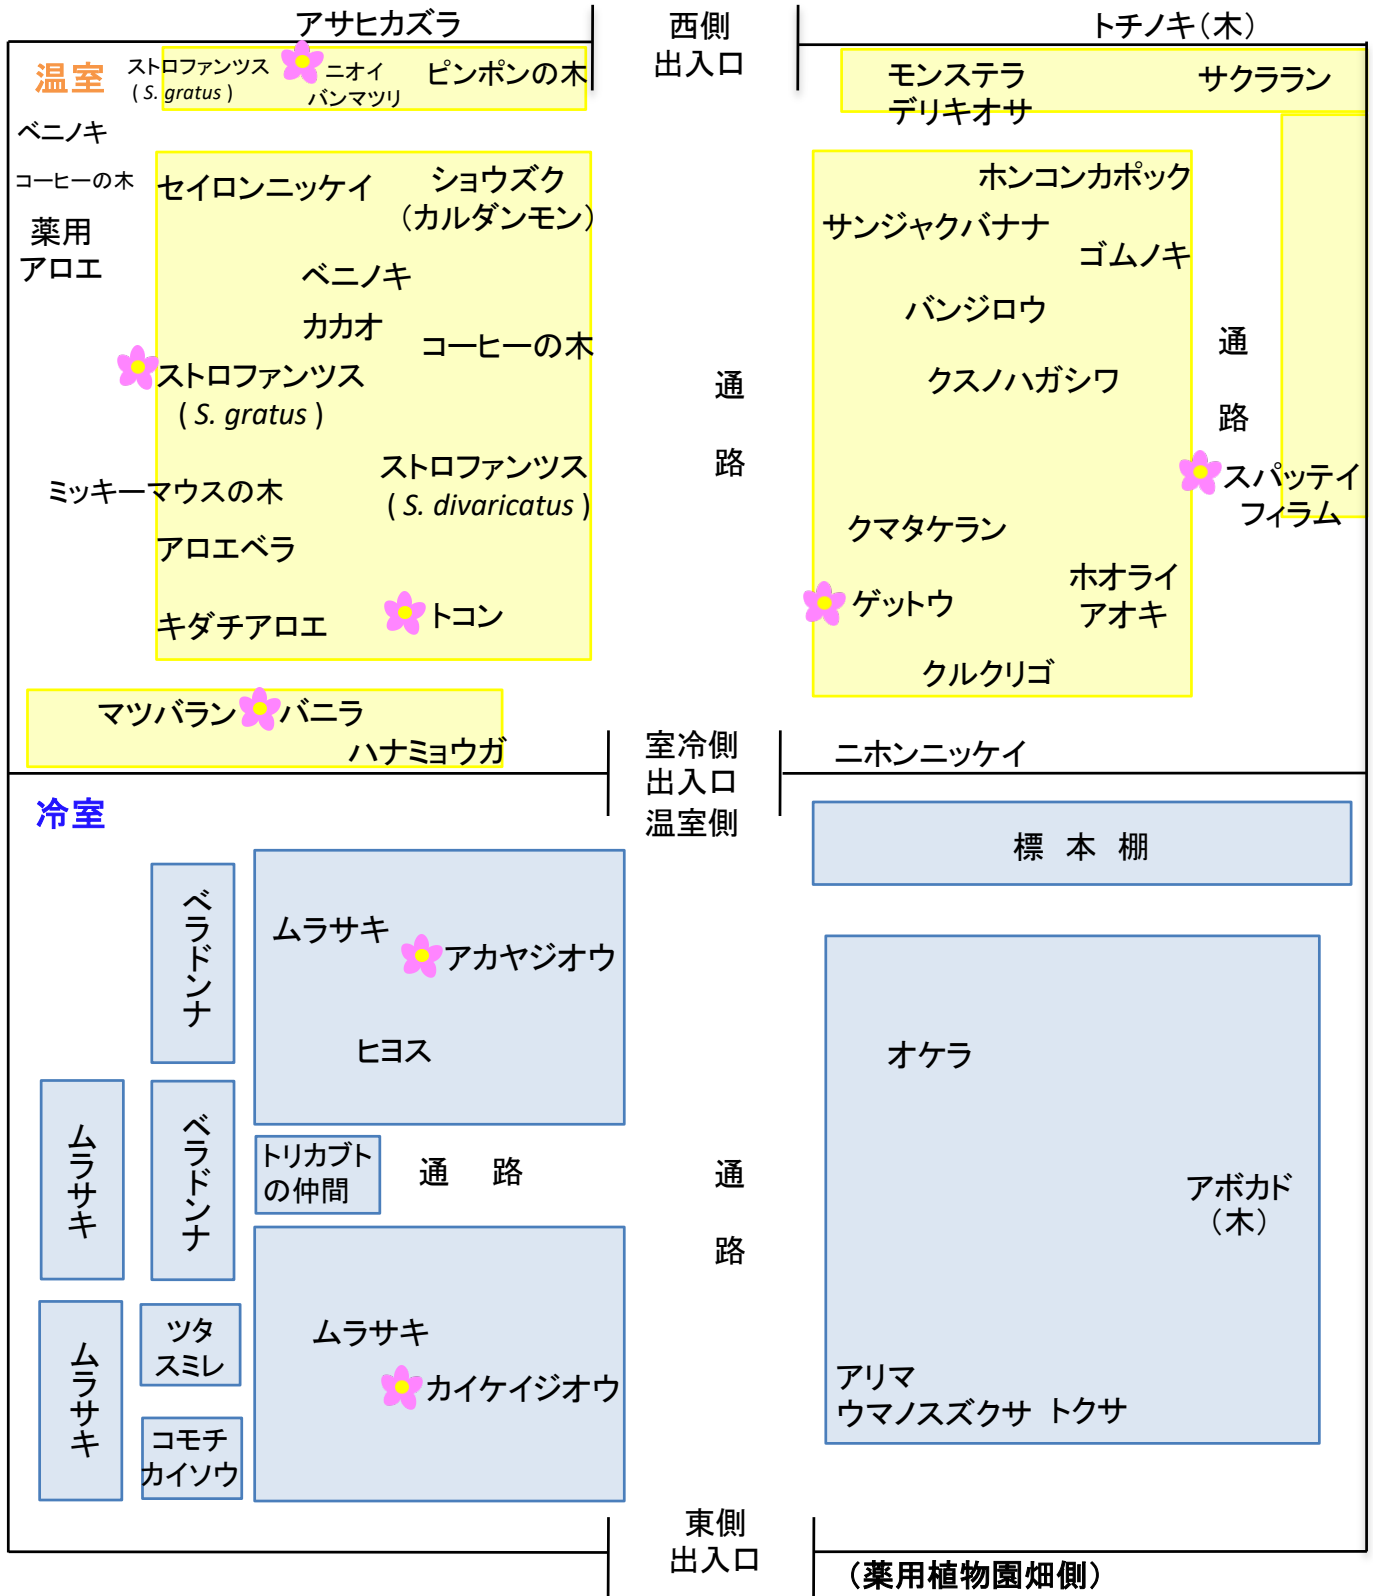 アサヒカズラ
西側
出入口
トチノキ（木）
温室
ストロファンツス
( S. gratus )
ニオイ
バンマツリ
ピンポンの木
モンステラ
デリキオサ
サクララン
ベニノキ
コーヒーの木
薬用
アロエ
セイロンニッケイ
ショウズク
（カルダンモン）
ベニノキ
カカオ
コーヒーの木
ストロファンツス
( S. gratus )
ミッキーマウスの木
ストロファンツス
( S. divaricatus )
アロエベラ
キダチアロエ
トコン
通
路
ホンコンカポック
サンジャクバナナ
ゴムノキ
バンジロウ
クスノハガシワ
通
路
スパッテイ
フィラム
クマタケラン
ゲットウ
ホオライ
アオキ
クルクリゴ
マツバラン
バニラ
ハナミョウガ
室冷側
出入口
温室側
ニホンニッケイ
冷室
標 本 棚
ベラドンナ
ムラサキ
アカヤジオウ
ヒヨス
オケラ
ムラサキ
ベラドンナ
トリカブト
の仲間
通 路
通
路
アボカド
（木）
ムラサキ
ツタ
スミレ
ムラサキ
カイケイジオウ
コモチ
カイソウ
アリマ
ウマノスズクサ
トクサ
東側
出入口
（薬用植物園畑側）